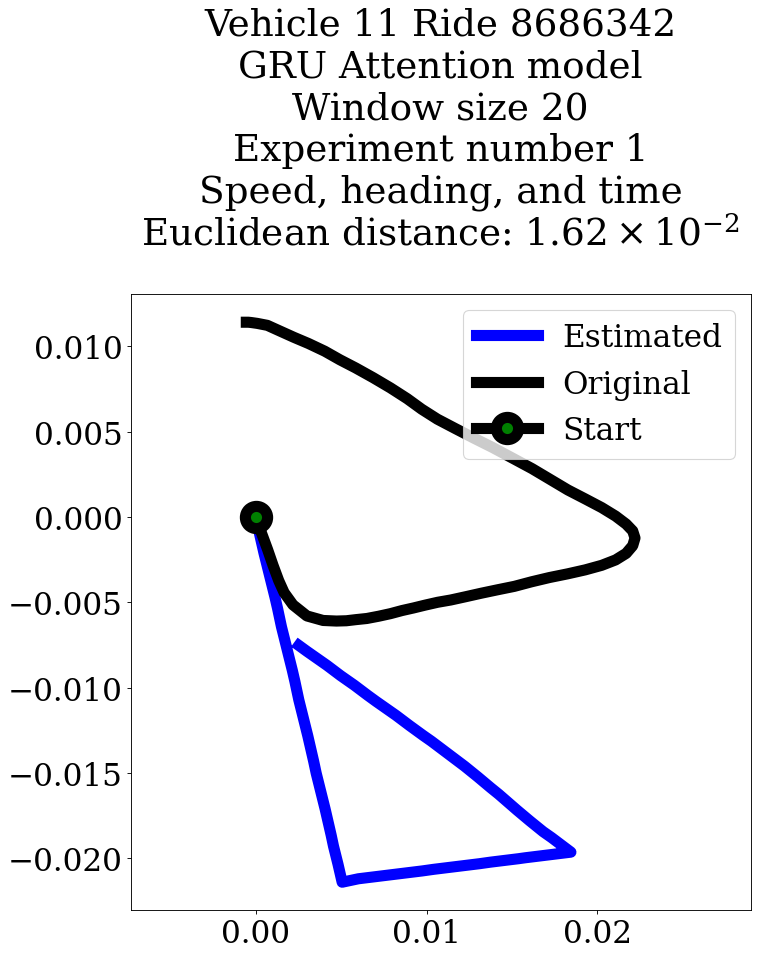 Vehicle 11 Ride 8686342
GRU Attention model
Window size 20
Experiment number 1
Speed, heading, and time
Euclidean distance: 1.62 × 10⁻²
Estimated
Original
Start
0.010
0.005
0.000
−0.005
−0.010
−0.015
−0.020
0.00 0.01 0.02